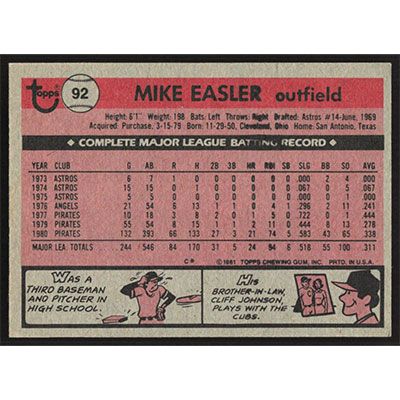 Topps 92 MIKE EASLER outfield
Height: 6'1" Weight: 198 Bats: Left Throws: Right Drafted: Astros #14-June, 1969
Acquired: Purchase, 3-15-79 Born: 11-29-50, Cleveland, Ohio Home: San Antonio, Texas
COMPLETE MAJOR LEAGUE BATTING RECORD
YEAR CLUB G AB R H 2B 3B HR RBI SB SLG BB SO AVG
1973 ASTROS 6 7 1 0 0 0 0 0 0 .000 2 4 .000
1974 ASTROS 15 15 0 1 0 0 0 0 0 .067 0 5 .067
1975 ASTROS 5 5 0 0 0 0 0 0 0 .000 0 1 .000
1976 ANGELS 21 54 6 13 1 1 0 4 1 .296 2 11 .241
1977 PIRATES 10 18 3 8 2 0 1 5 0 .722 0 1 .444
1979 PIRATES 55 54 8 15 1 1 2 11 0 .444 8 13 .278
1980 PIRATES 132 393 66 133 27 3 21 74 5 .583 43 65 .338
MAJOR LEA. TOTALS 244 546 84 170 31 5 24 94 6 .511 55 100 .311
C* ©1981 TOPPS CHEWING GUM, INC. PRTD. IN U.S.A.
WAS A
THIRD BASEMAN
AND PITCHER IN
HIGH SCHOOL.
HIS
BROTHER-IN-LAW,
CLIFF JOHNSON,
PLAYS WITH THE
CUBS.